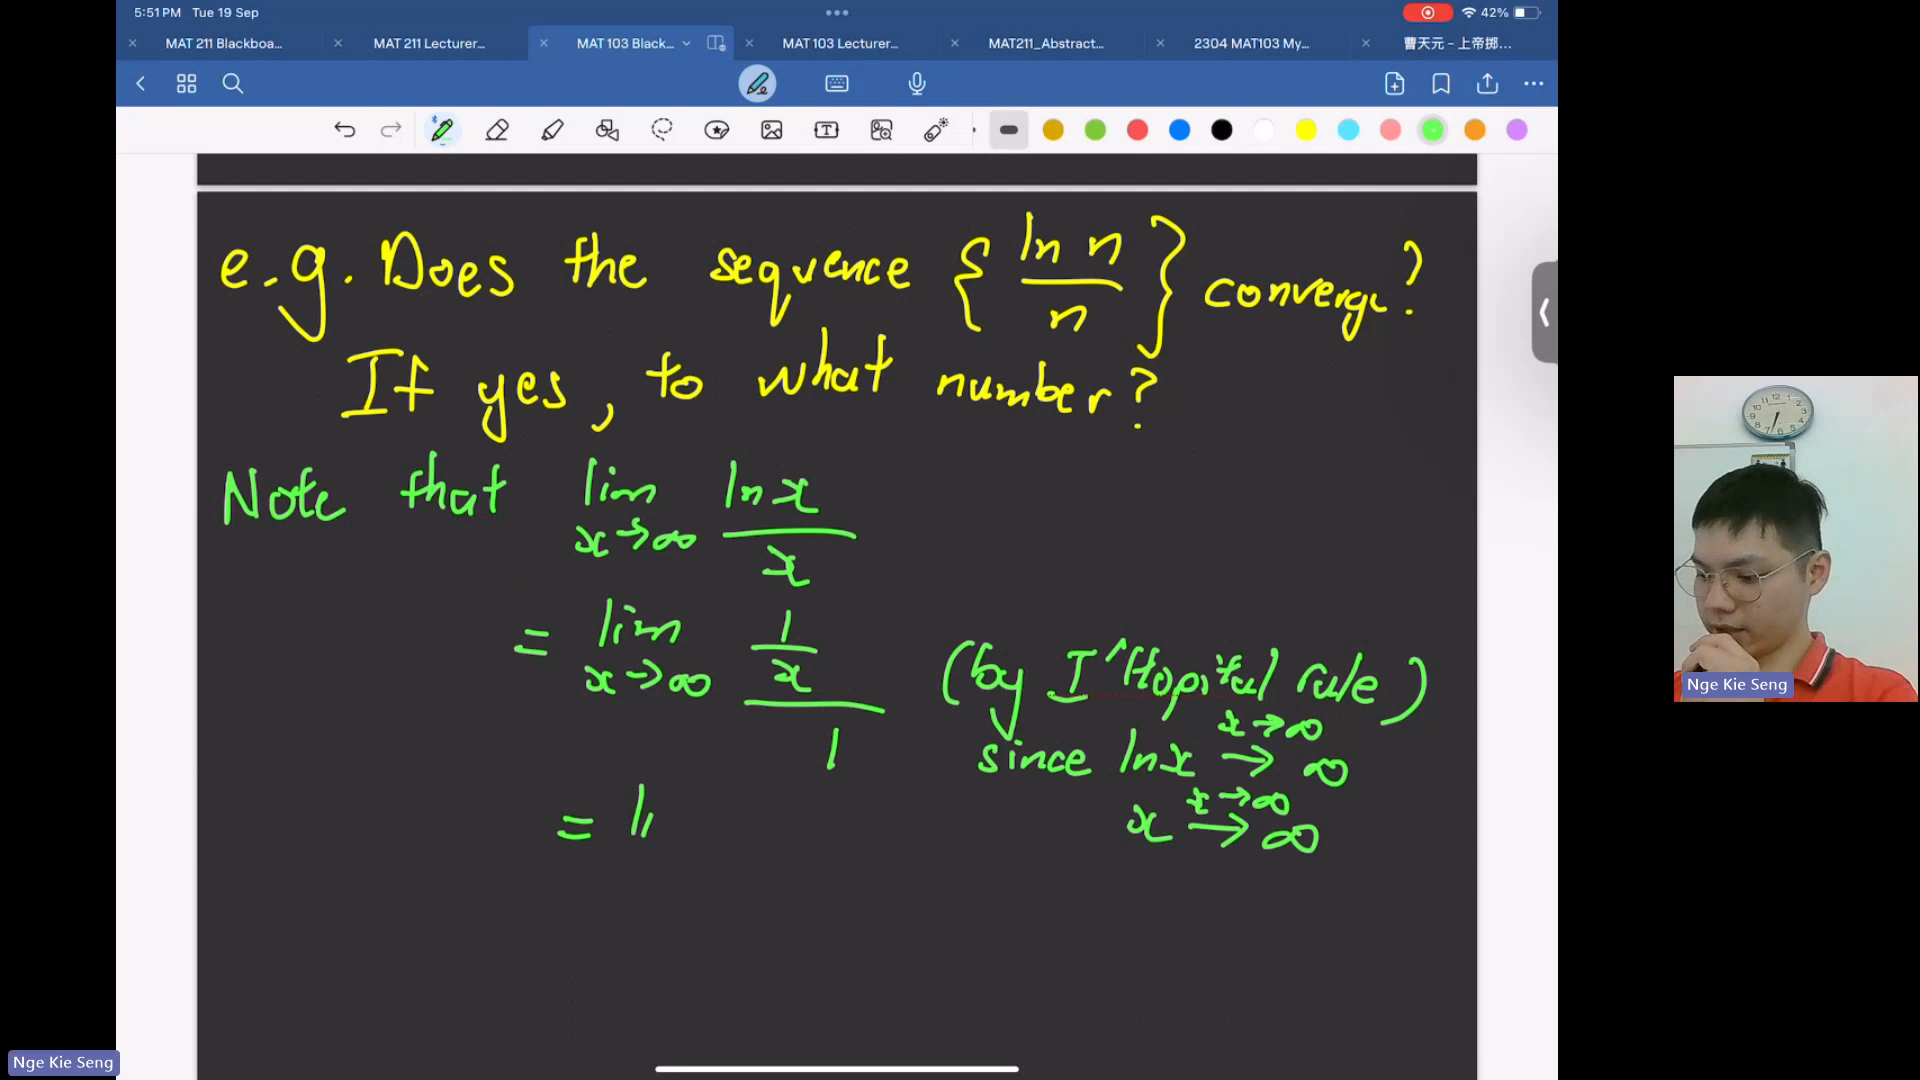 5:51 PM Tue 19 Sep
42%
MAT 211 Blackboa...
MAT 211 Lecturer...
MAT 103 Black...
MAT 103 Lecturer...
MAT211_Abstract...
2304 MAT103 My...
曹天元 - 上帝掷...
e.g. Does the sequence { ln n / n } converge?
If yes, to what number?
Note that lim x→∞ ln x / x
= lim x→∞ (1/x) / 1 (by I'Hopital rule)
since ln x x→∞ → ∞
x x→∞ → ∞
= li
Nge Kie Seng
Nge Kie Seng